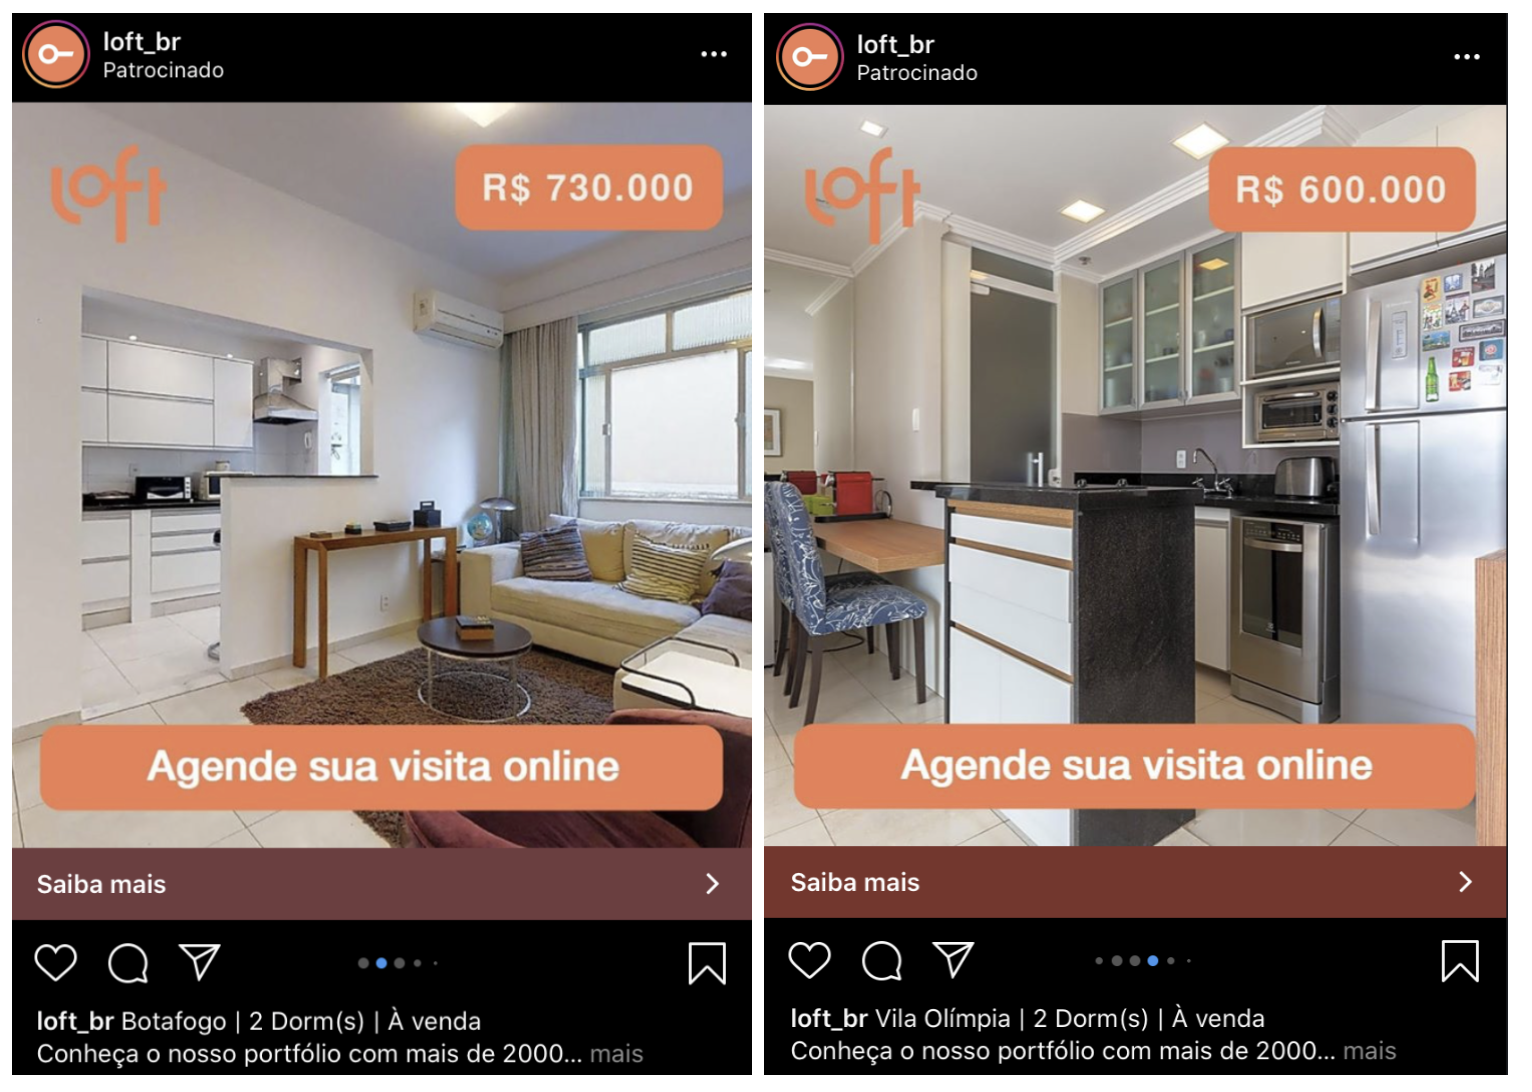 loft_br
Patrocinado
loft
R$ 730.000
Agende sua visita online
Saiba mais
loft_br Botafogo | 2 Dorm(s) | À venda
Conheça o nosso portfólio com mais de 2000... mais
loft_br
Patrocinado
loft
R$ 600.000
Agende sua visita online
Saiba mais
loft_br Vila Olímpia | 2 Dorm(s) | À venda
Conheça o nosso portfólio com mais de 2000... mais